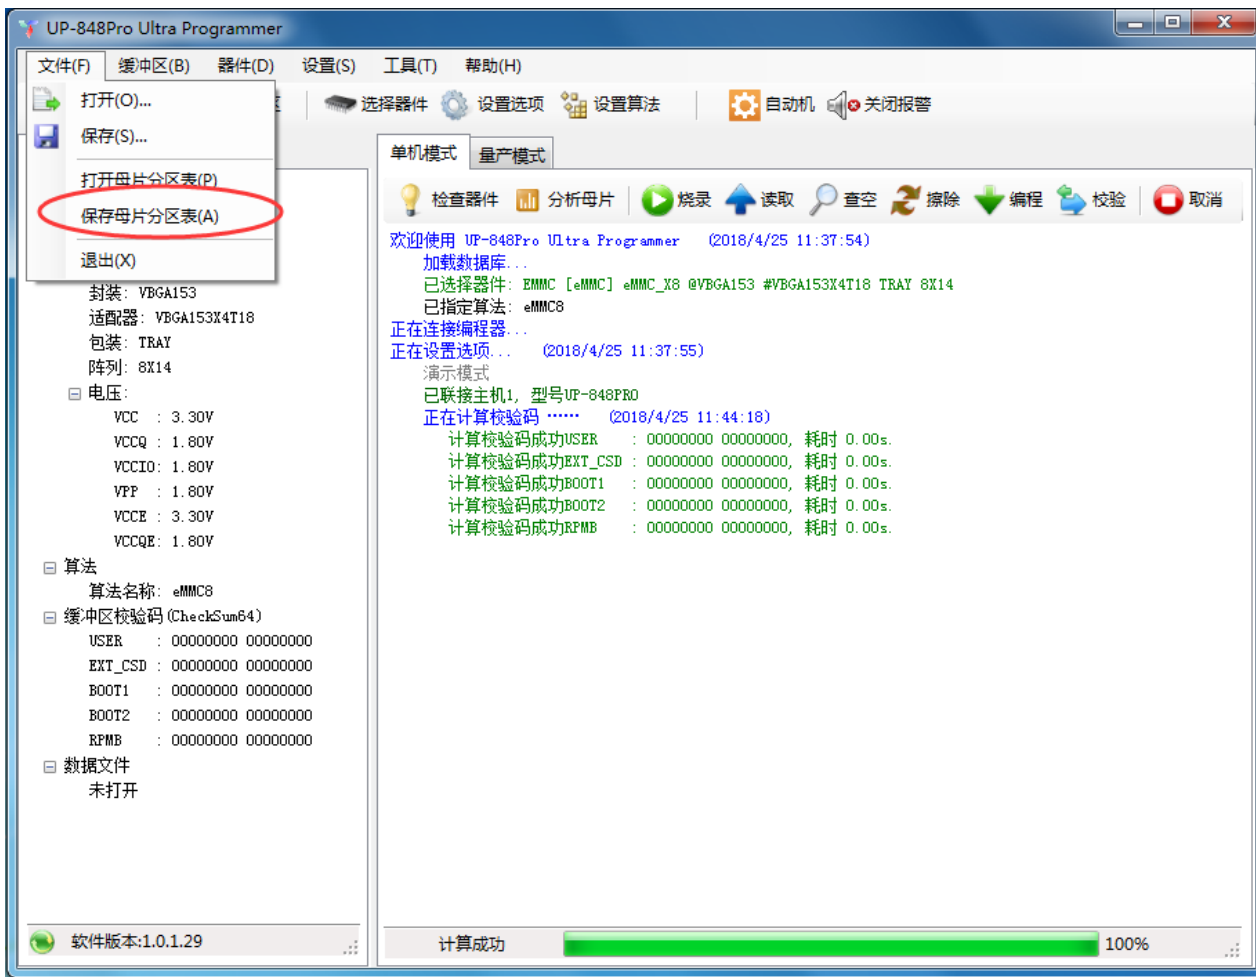 UP-848Pro Ultra Programmer
文件(F) 缓冲区(B) 器件(D) 设置(S) 工具(T) 帮助(H)
打开(O)...
保存(S)...
打开母片分区表(P)
保存母片分区表(A)
退出(X)
选择器件 设置选项 设置算法 自动机 关闭报警
封装: VBGA153
适配器: VBGA153X4T18
包装: TRAY
阵列: 8X14
电压:
VCC : 3.30V
VCCQ : 1.80V
VCCIO: 1.80V
VPP : 1.80V
VCCE : 3.30V
VCCQE: 1.80V
算法
算法名称: eMMC8
缓冲区校验码(CheckSum64)
USER : 00000000 00000000
EXT_CSD : 00000000 00000000
BOOT1 : 00000000 00000000
BOOT2 : 00000000 00000000
RPMB : 00000000 00000000
数据文件
未打开
软件版本:1.0.1.29
单机模式 量产模式
检查器件 分析母片 烧录 读取 查空 擦除 编程 校验 取消
欢迎使用 UP-848Pro Ultra Programmer (2018/4/25 11:37:54)
加载数据库...
已选择器件: EMMC [eMMC] eMMC_X8 @VBGA153 #VBGA153X4T18 TRAY 8X14
已指定算法: eMMC8
正在连接编程器...
正在设置选项... (2018/4/25 11:37:55)
演示模式
已联接主机1, 型号UP-848PRO
正在计算校验码 …… (2018/4/25 11:44:18)
计算校验码成功USER : 00000000 00000000, 耗时 0.00s.
计算校验码成功EXT_CSD : 00000000 00000000, 耗时 0.00s.
计算校验码成功BOOT1 : 00000000 00000000, 耗时 0.00s.
计算校验码成功BOOT2 : 00000000 00000000, 耗时 0.00s.
计算校验码成功RPMB : 00000000 00000000, 耗时 0.00s.
计算成功 100%